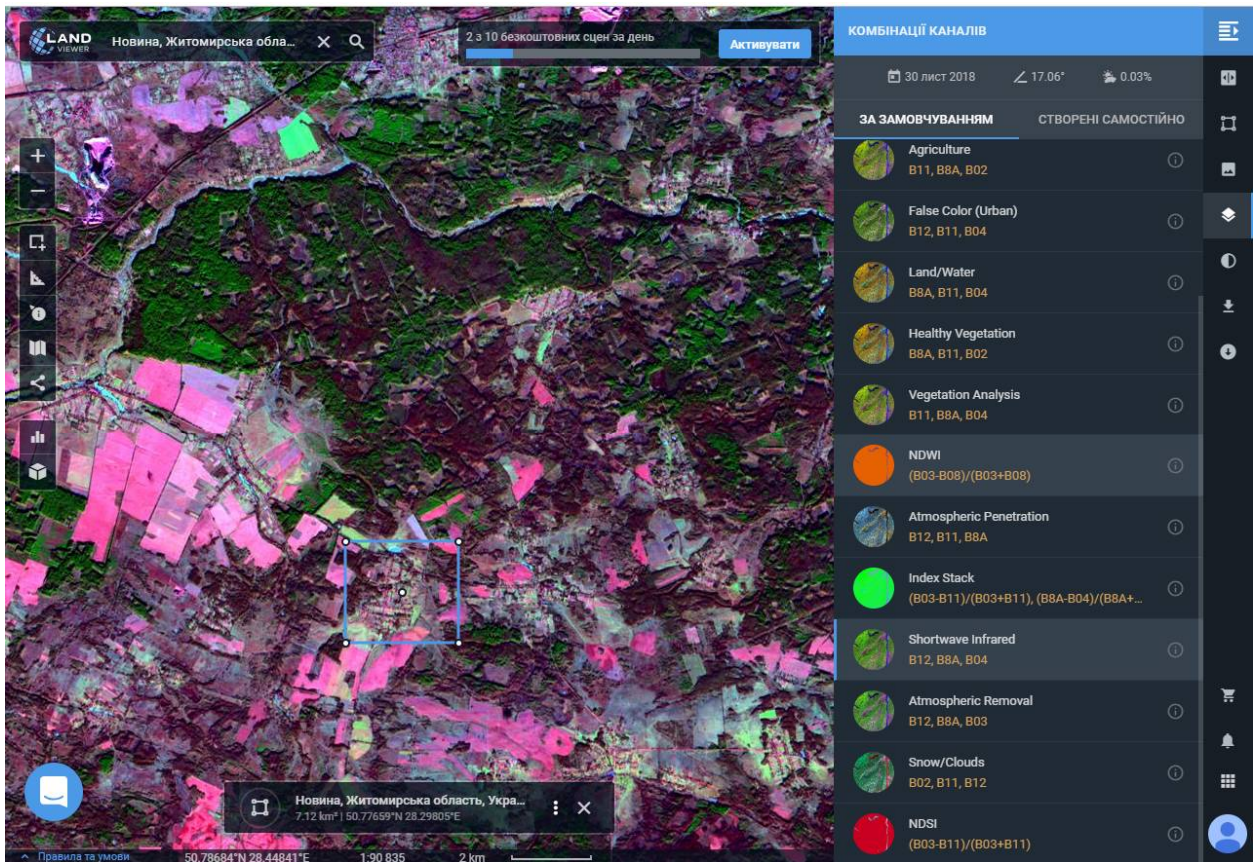 LAND
VIEWER
Новина, Житомирська обла...
2 з 10 безкоштовних сцен за день
Активувати
КОМБІНАЦІЇ КАНАЛІВ
30 лист 2018
17.06°
0.03%
ЗА ЗАМОВЧУВАННЯМ
СТВОРЕНІ САМОСТІЙНО
Agriculture
B11, B8A, B02
False Color (Urban)
B12, B11, B04
Land/Water
B8A, B11, B04
Healthy Vegetation
B8A, B11, B02
Vegetation Analysis
B11, B8A, B04
NDWI
(B03-B08)/(B03+B08)
Atmospheric Penetration
B12, B11, B8A
Index Stack
(B03-B11)/(B03+B11), (B8A-B04)/(B8A+...
Shortwave Infrared
B12, B8A, B04
Atmospheric Removal
B12, B8A, B03
Snow/Clouds
B02, B11, B12
NDSI
(B03-B11)/(B03+B11)
Новина, Житомирська область, Укра...
7.12 km² | 50.77659°N 28.29805°E
Правила та умови
50.78684°N 28.44841°E
1:90 835
2 km